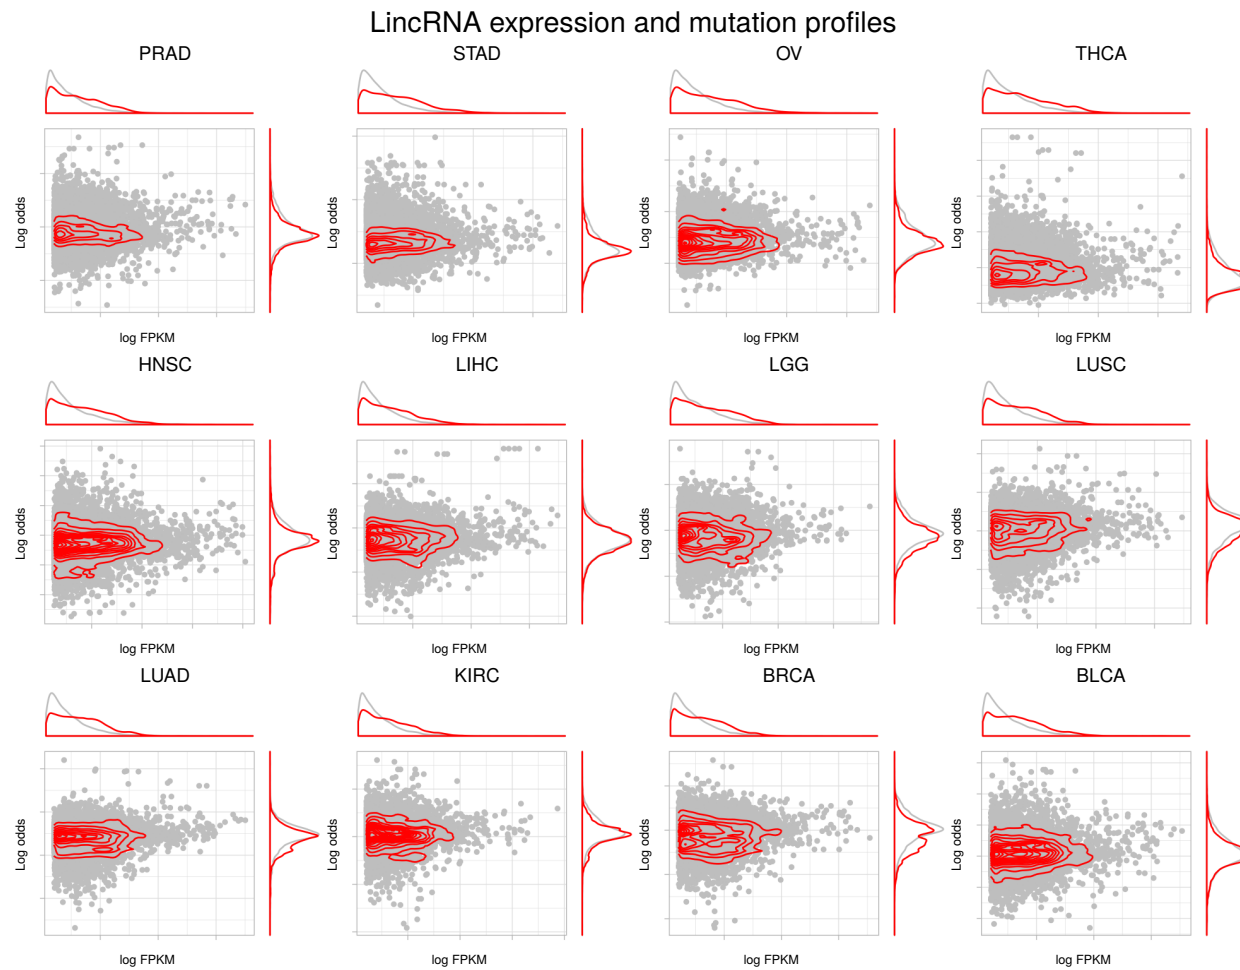 LincRNA expression and mutation profiles
PRAD
STAD
OV
THCA
Log odds
Log odds
Log odds
Log odds
log FPKM
log FPKM
log FPKM
log FPKM
HNSC
LIHC
LGG
LUSC
Log odds
Log odds
Log odds
Log odds
log FPKM
log FPKM
log FPKM
log FPKM
LUAD
KIRC
BRCA
BLCA
Log odds
Log odds
Log odds
Log odds
log FPKM
log FPKM
log FPKM
log FPKM